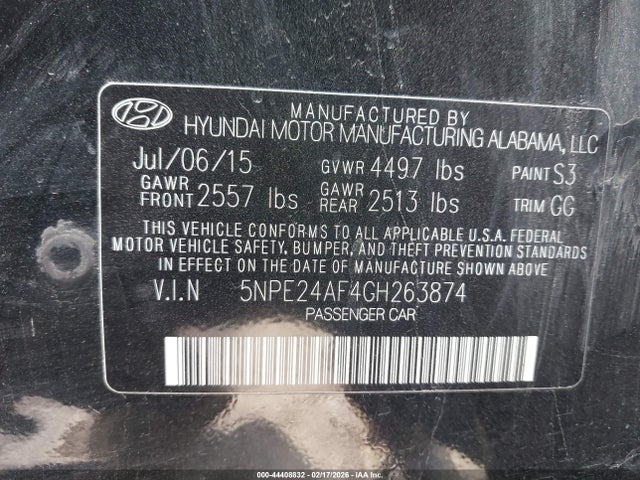 MANUFACTURED BY
HYUNDAI MOTOR MANUFACTURING ALABAMA, LLC
Jul/06/15 GVWR 4497 lbs PAINT S3
GAWR FRONT 2557 lbs GAWR REAR 2513 lbs TRIM GG
THIS VEHICLE CONFORMS TO ALL APPLICABLE U.S.A. FEDERAL
MOTOR VEHICLE SAFETY, BUMPER, AND THEFT PREVENTION STANDARDS
IN EFFECT ON THE DATE OF MANUFACTURE SHOWN ABOVE.
V.I.N 5NPE24AF4GH263874
PASSENGER CAR
000-44408832 - 02/17/2026 - WWW.IAAI.COM